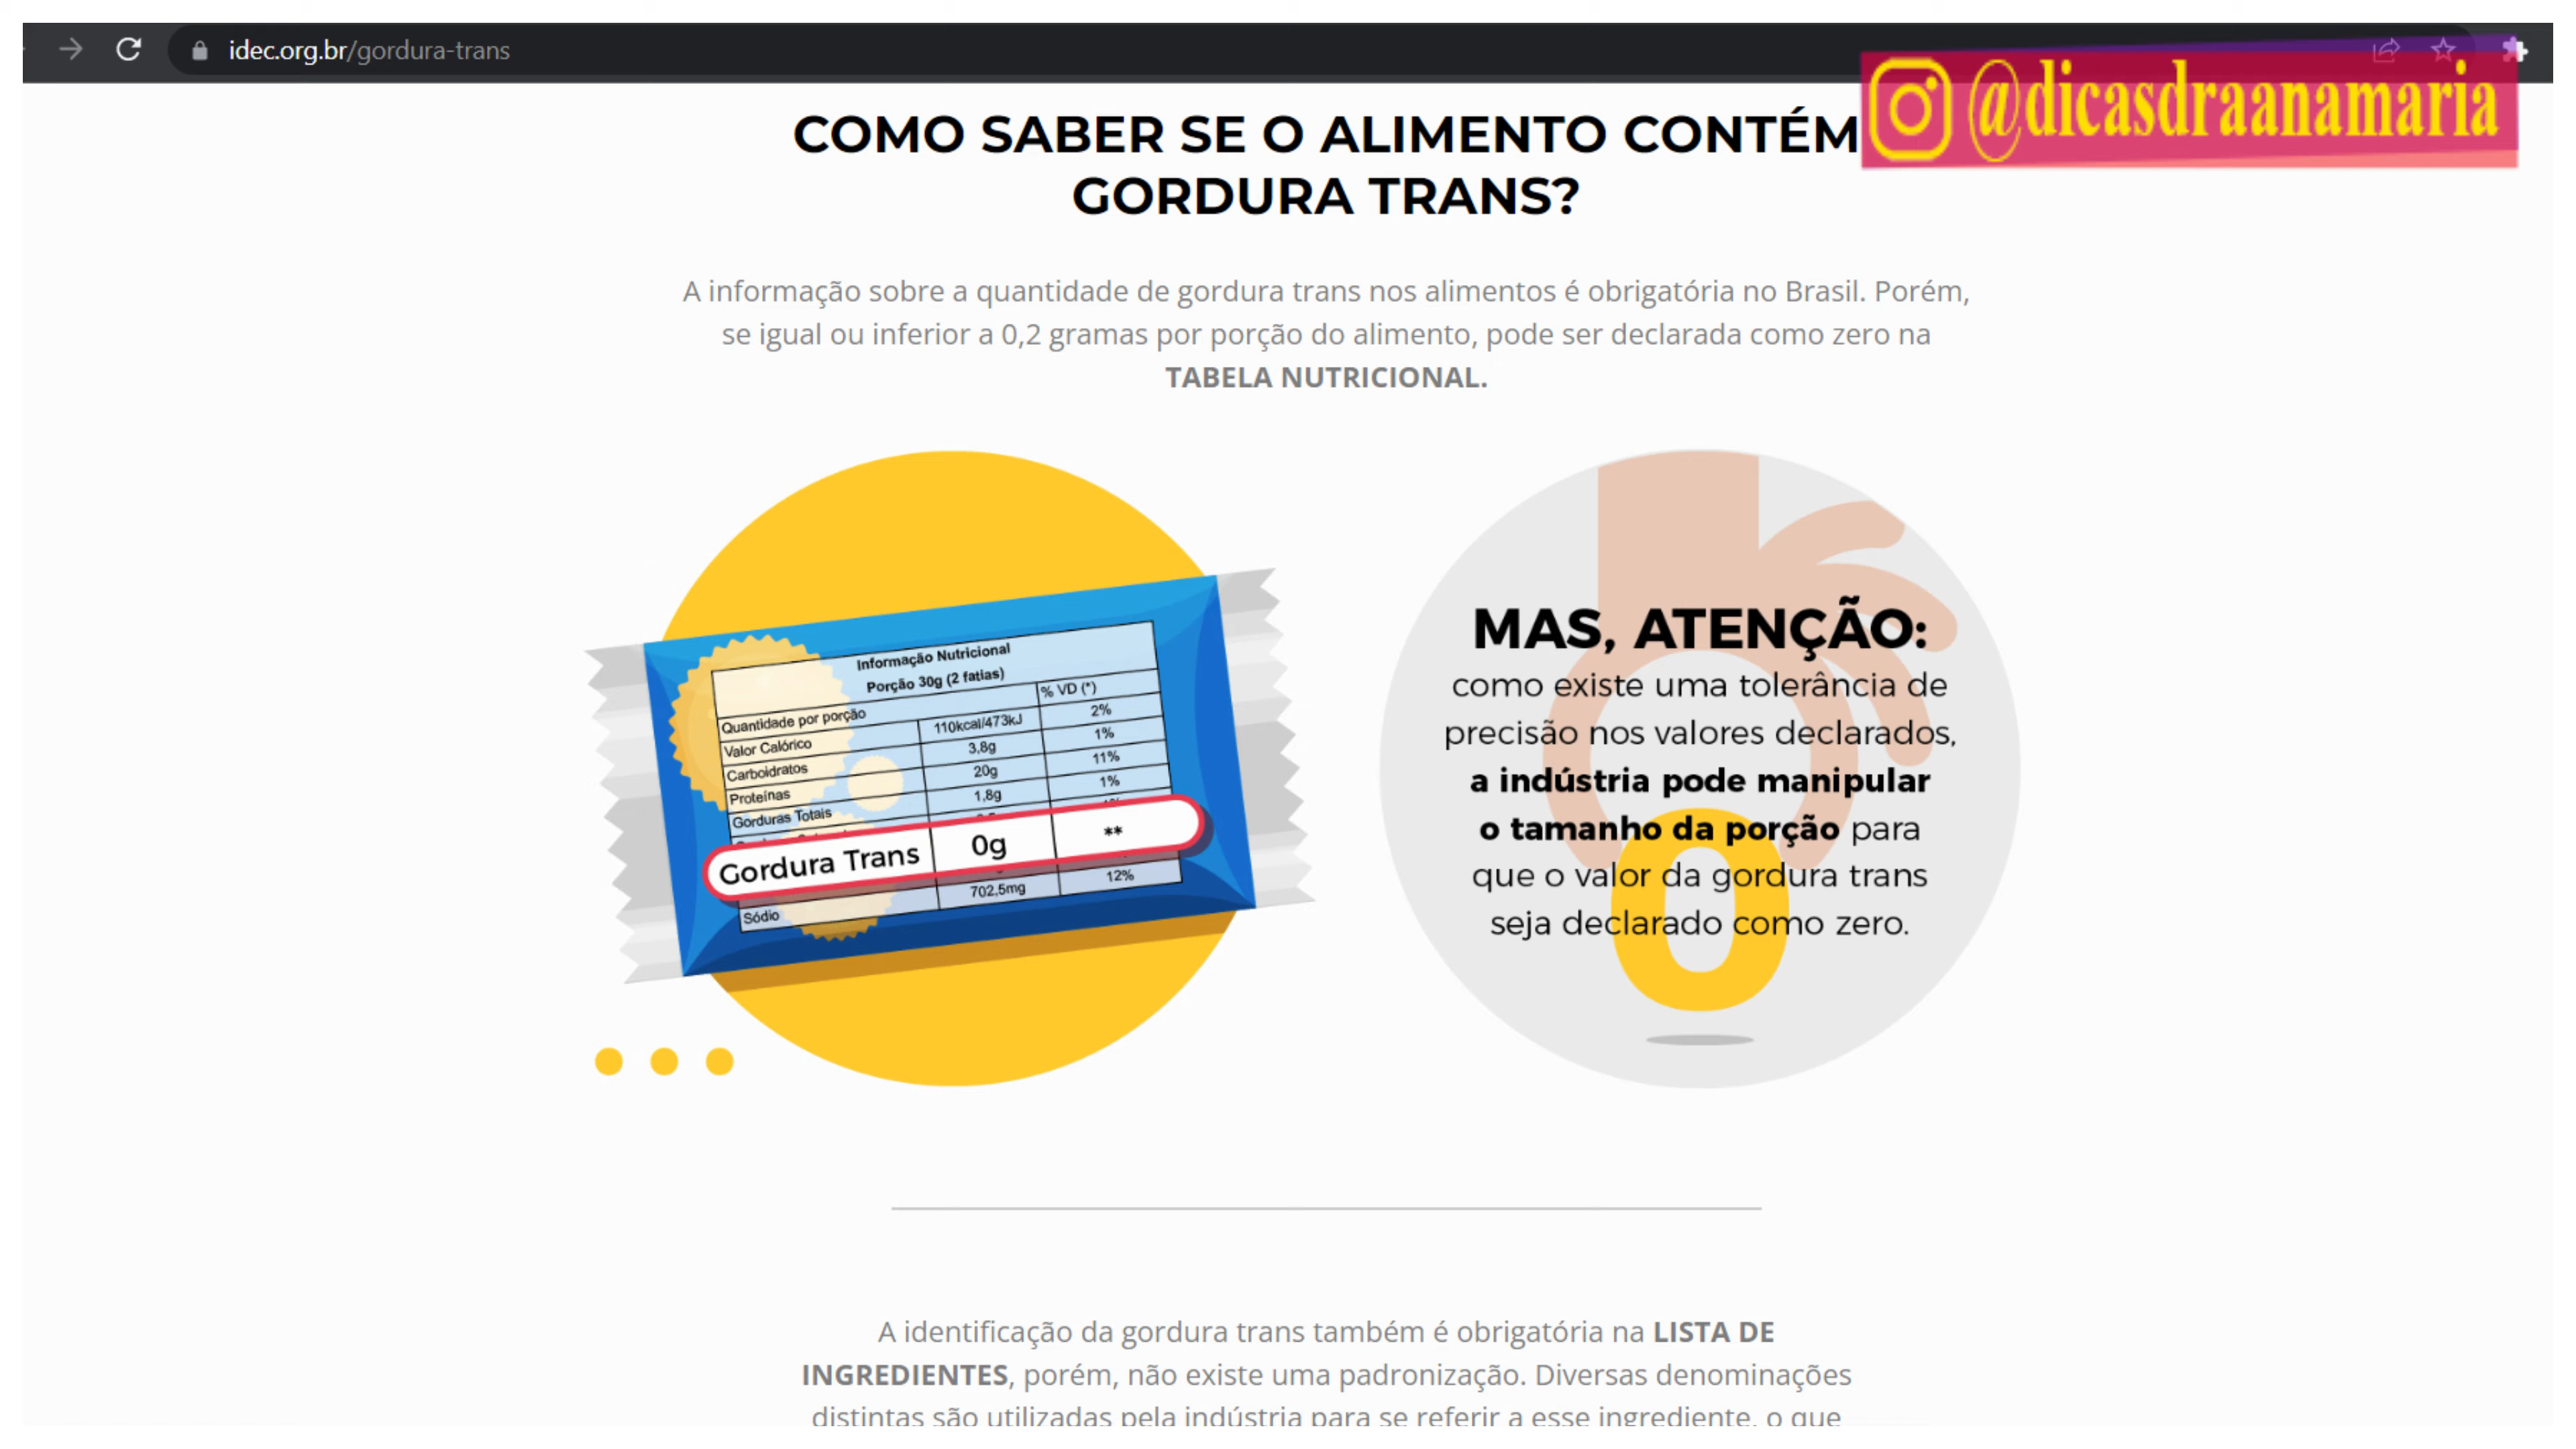 idec.org.br/gordura-trans
@dicasdraanamaria
COMO SABER SE O ALIMENTO CONTÉM
GORDURA TRANS?
A informação sobre a quantidade de gordura trans nos alimentos é obrigatória no Brasil. Porém,
se igual ou inferior a 0,2 gramas por porção do alimento, pode ser declarada como zero na
TABELA NUTRICIONAL.
Informação Nutricional
Porção 30g (2 fatias)
Quantidade por porção % VD (*)
Valor Calórico 110kcal/473kJ 2%
Carboidratos 3,8g 1%
Proteínas 20g 11%
Gorduras Totais 1,8g 1%
Gordura Trans 0g **
Sódio 702,5mg 12%
MAS, ATENÇÃO:
como existe uma tolerância de
precisão nos valores declarados,
a indústria pode manipular
o tamanho da porção para
que o valor da gordura trans
seja declarado como zero.
0
A identificação da gordura trans também é obrigatória na LISTA DE
INGREDIENTES, porém, não existe uma padronização. Diversas denominações
distintas são utilizadas pela indústria para se referir a esse ingrediente, o que